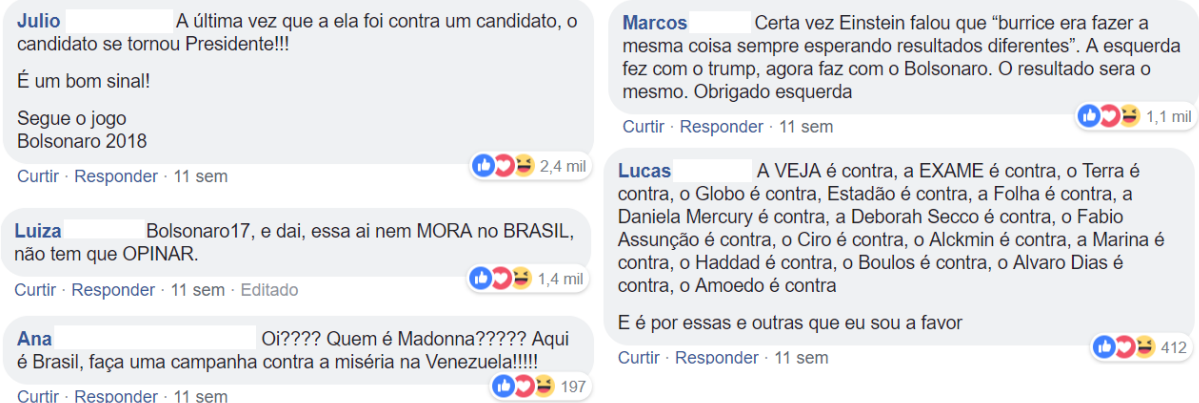 Julio A última vez que a ela foi contra um candidato, o
candidato se tornou Presidente!!!
É um bom sinal!
Segue o jogo
Bolsonaro 2018
2,4 mil
Curtir · Responder · 11 sem
Luiza Bolsonaro17, e dai, essa ai nem MORA no BRASIL,
não tem que OPINAR.
1,4 mil
Curtir · Responder · 11 sem · Editado
Ana Oi???? Quem é Madonna????? Aqui
é Brasil, faça uma campanha contra a miséria na Venezuela!!!!!
197
Curtir · Responder · 11 sem
Marcos Certa vez Einstein falou que “burrice era fazer a
mesma coisa sempre esperando resultados diferentes”. A esquerda
fez com o trump, agora faz com o Bolsonaro. O resultado sera o
mesmo. Obrigado esquerda
1,1 mil
Curtir · Responder · 11 sem
Lucas A VEJA é contra, a EXAME é contra, o Terra é
contra, o Globo é contra, Estadão é contra, a Folha é contra, a
Daniela Mercury é contra, a Deborah Secco é contra, o Fabio
Assunção é contra, o Ciro é contra, o Alckmin é contra, a Marina é
contra, o Haddad é contra, o Boulos é contra, o Alvaro Dias é
contra, o Amoedo é contra
E é por essas e outras que eu sou a favor
412
Curtir · Responder · 11 sem